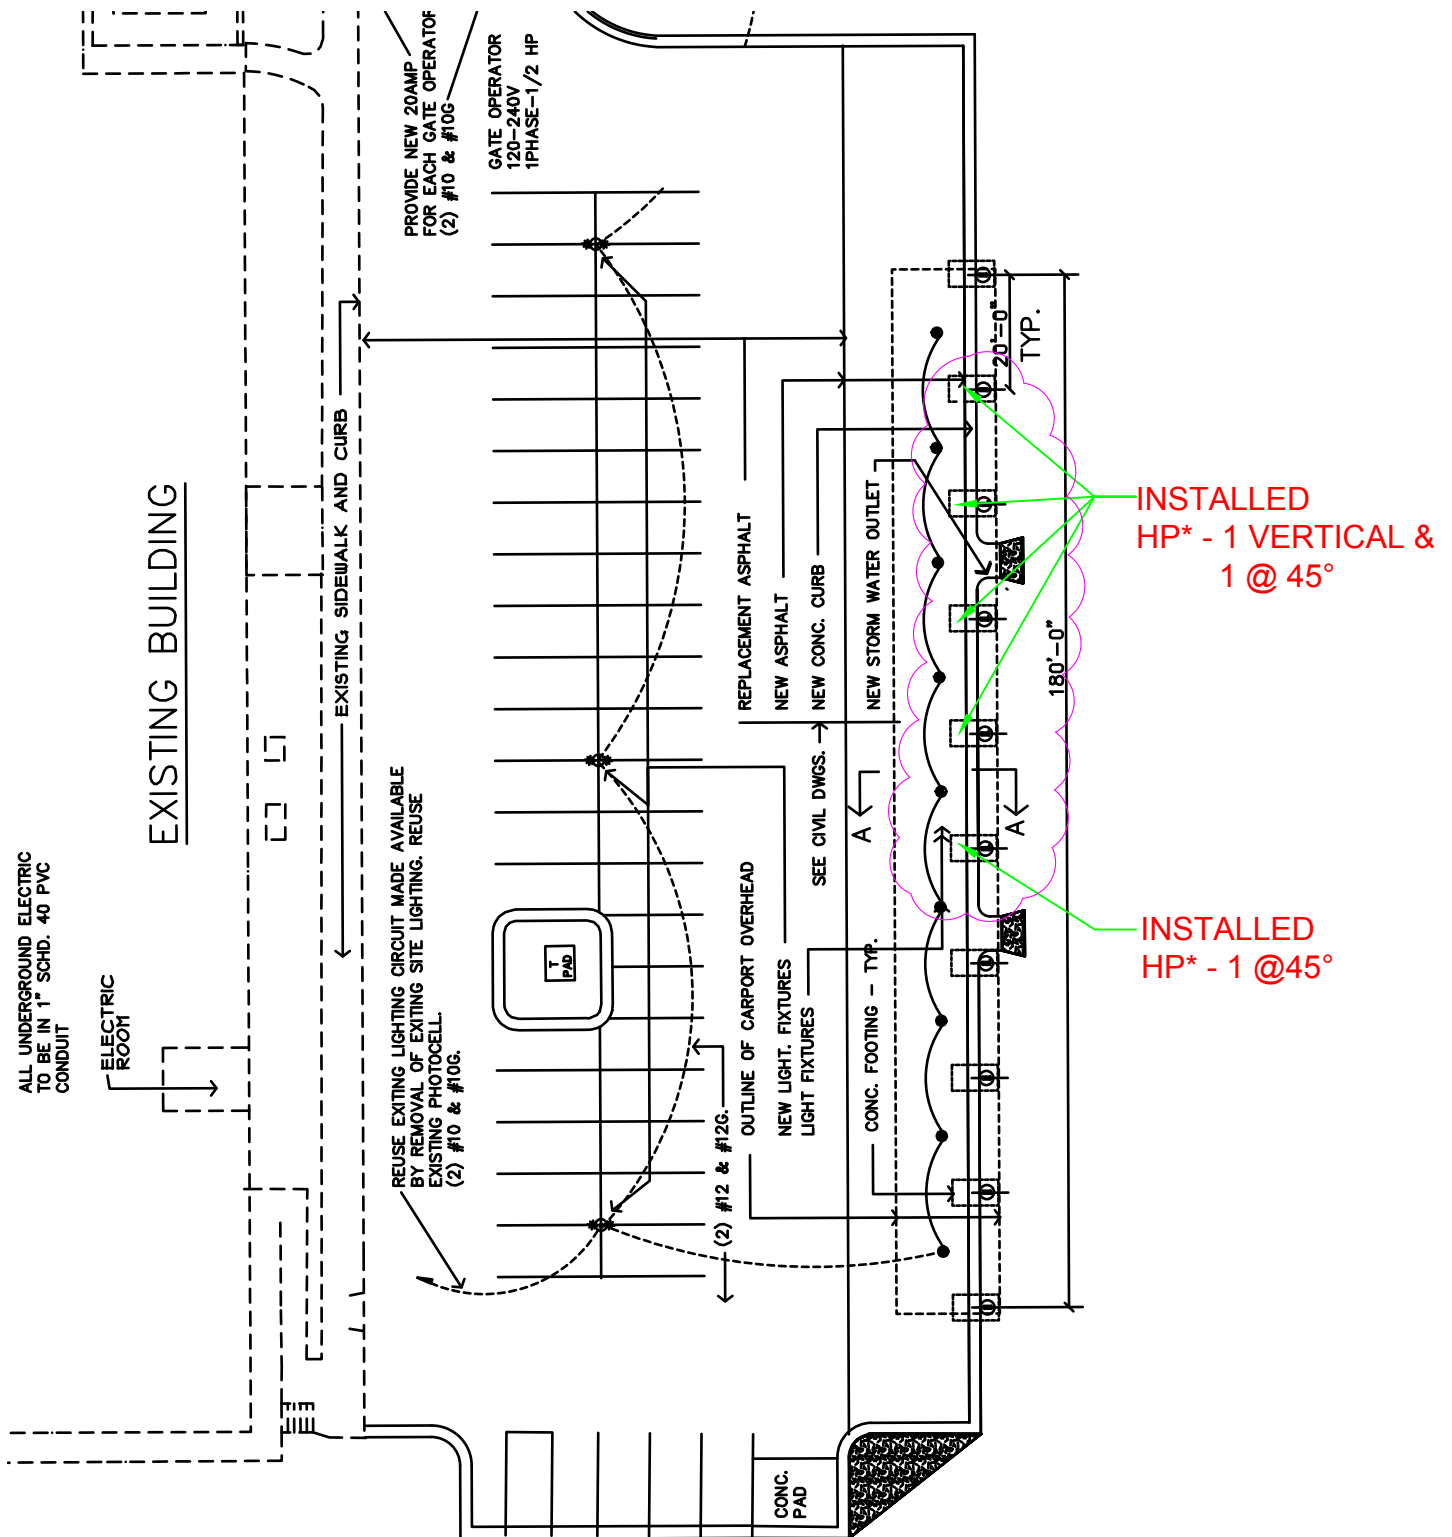 PROVIDE NEW 20AMP
FOR EACH GATE OPERATOR
(2) #10 & #10G
GATE OPERATOR
120-240V
1PHASE-1/2 HP
EXISTING BUILDING
EXISTING SIDEWALK AND CURB
ALL UNDERGROUND ELECTRIC
TO BE IN 1" SCHD. 40 PVC
CONDUIT
ELECTRIC
ROOM
REUSE EXITING LIGHTING CIRCUIT MADE AVAILABLE
BY REMOVAL OF EXITING SITE LIGHTING. REUSE
EXISTING PHOTOCELL.
(2) #10 & #10G.
T
PAD
REPLACEMENT ASPHALT
NEW ASPHALT
NEW CONC. CURB
NEW STORM WATER OUTLET
SEE CIVIL DWGS.
(2) #12 & #12G.
OUTLINE OF CARPORT OVERHEAD
NEW LIGHT. FIXTURES
LIGHT FIXTURES
CONC. FOOTING - TYP.
A
A
20'-0"
TYP.
180'-0"
INSTALLED
HP* - 1 VERTICAL &
1 @ 45°
INSTALLED
HP* - 1 @45°
CONC.
PAD